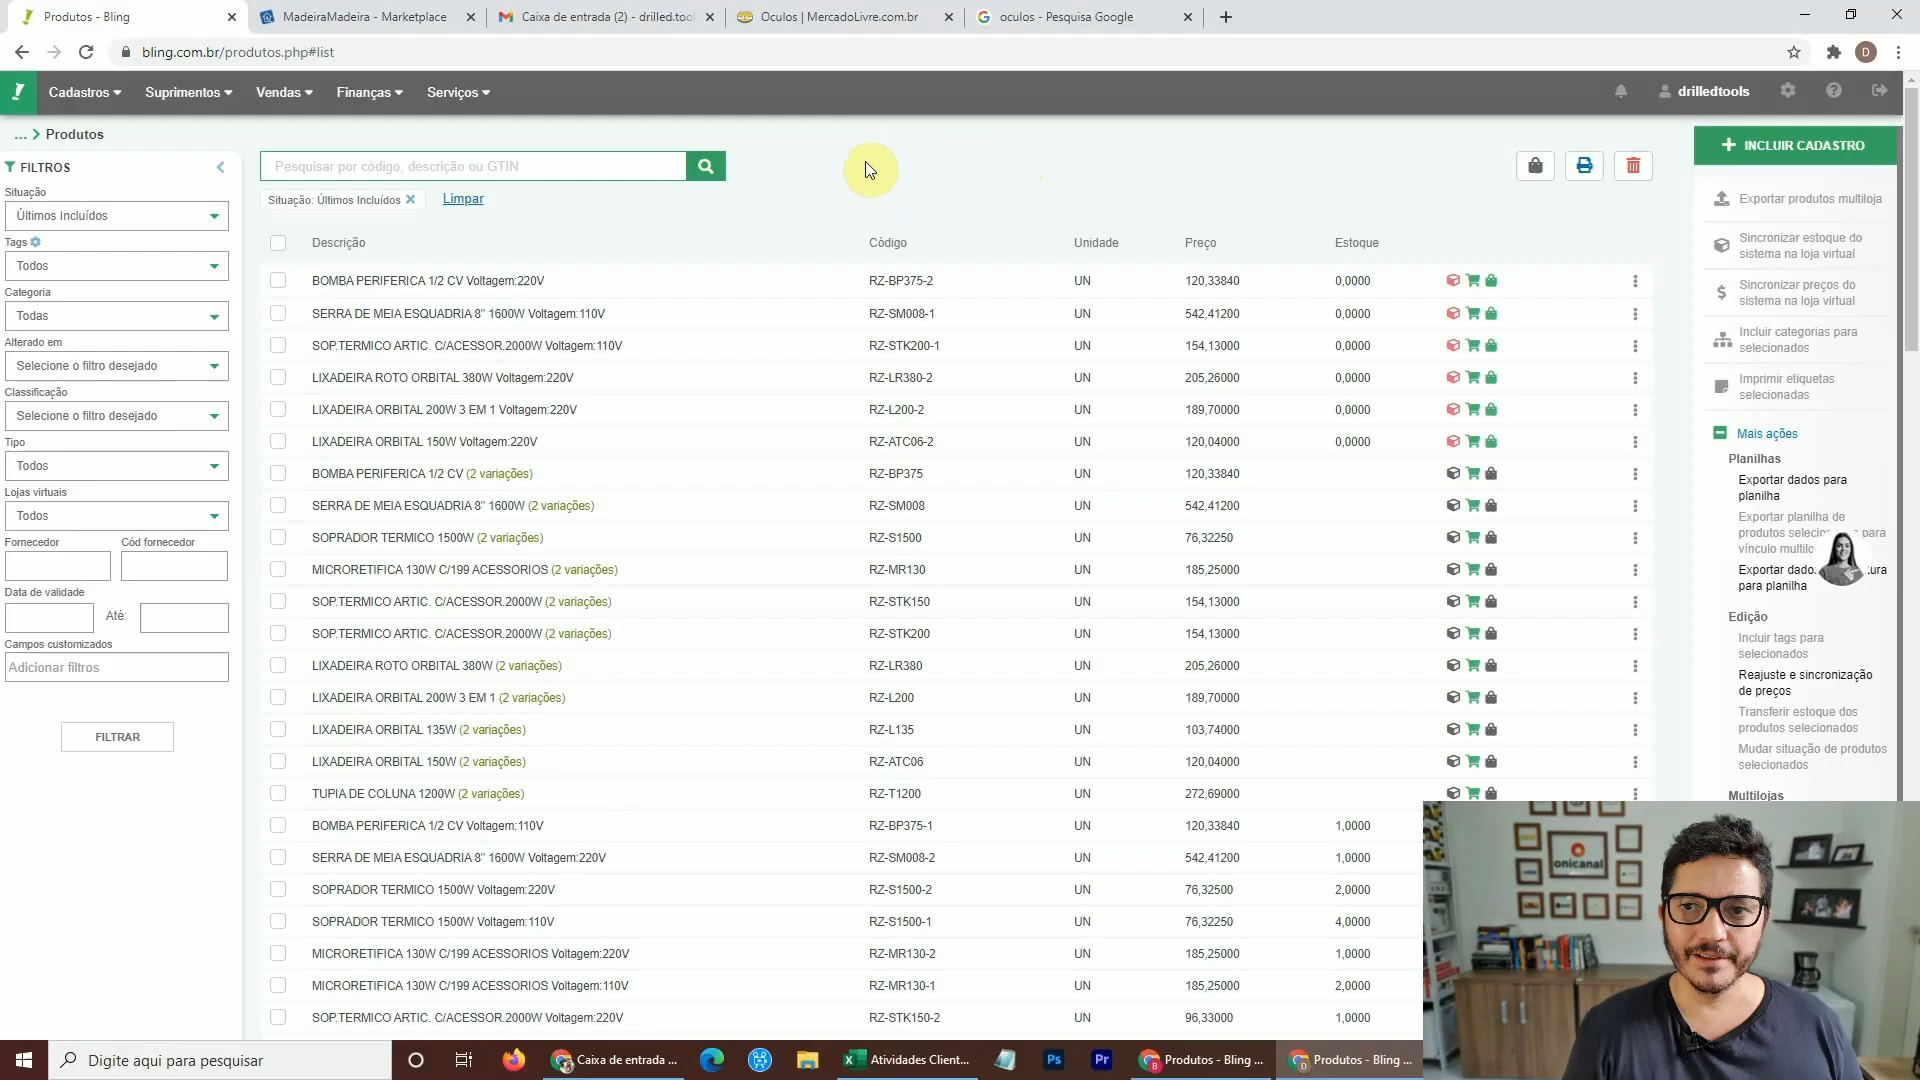 Produtos - Bling
MadeiraMadeira - Marketplace
Caixa de entrada (2) - drilled.tool
Oculos | MercadoLivre.com.br
oculos - Pesquisa Google
bling.com.br/produtos.php#list
D
Cadastros
Suprimentos
Vendas
Finanças
Serviços
drilledtools
... > Produtos
FILTROS
Situação
Últimos Incluídos
Tags
Todos
Categoria
Todas
Alterado em
Selecione o filtro desejado
Classificação
Selecione o filtro desejado
Tipo
Todos
Lojas virtuais
Todos
Fornecedor
Cód fornecedor
Data de validade
Até:
Campos customizados
Adicionar filtros
FILTRAR
Pesquisar por código, descrição ou GTIN
Situação: Últimos Incluídos
Limpar
Descrição Código Unidade Preço Estoque
BOMBA PERIFERICA 1/2 CV Voltagem:220V RZ-BP375-2 UN 120,33840 0,0000
SERRA DE MEIA ESQUADRIA 8" 1600W Voltagem:110V RZ-SM008-1 UN 542,41200 0,0000
SOP.TERMICO ARTIC. C/ACESSOR.2000W Voltagem:110V RZ-STK200-1 UN 154,13000 0,0000
LIXADEIRA ROTO ORBITAL 380W Voltagem:220V RZ-LR380-2 UN 205,26000 0,0000
LIXADEIRA ORBITAL 200W 3 EM 1 Voltagem:220V RZ-L200-2 UN 189,70000 0,0000
LIXADEIRA ORBITAL 150W Voltagem:220V RZ-ATC06-2 UN 120,04000 0,0000
BOMBA PERIFERICA 1/2 CV (2 variações) RZ-BP375 UN 120,33840
SERRA DE MEIA ESQUADRIA 8" 1600W (2 variações) RZ-SM008 UN 542,41200
SOPRADOR TERMICO 1500W (2 variações) RZ-S1500 UN 76,32250
MICRORETIFICA 130W C/199 ACESSORIOS (2 variações) RZ-MR130 UN 185,25000
SOP.TERMICO ARTIC. C/ACESSOR.2000W (2 variações) RZ-STK150 UN 154,13000
SOP.TERMICO ARTIC. C/ACESSOR.2000W (2 variações) RZ-STK200 UN 154,13000
LIXADEIRA ROTO ORBITAL 380W (2 variações) RZ-LR380 UN 205,26000
LIXADEIRA ORBITAL 200W 3 EM 1 (2 variações) RZ-L200 UN 189,70000
LIXADEIRA ORBITAL 135W (2 variações) RZ-L135 UN 103,74000
LIXADEIRA ORBITAL 150W (2 variações) RZ-ATC06 UN 120,04000
TUPIA DE COLUNA 1200W (2 variações) RZ-T1200 UN 272,69000
BOMBA PERIFERICA 1/2 CV Voltagem:110V RZ-BP375-1 UN 120,33840 1,0000
SERRA DE MEIA ESQUADRIA 8" 1600W Voltagem:220V RZ-SM008-2 UN 542,41200 1,0000
SOPRADOR TERMICO 1500W Voltagem:220V RZ-S1500-2 UN 76,32500 2,0000
SOPRADOR TERMICO 1500W Voltagem:110V RZ-S1500-1 UN 76,32250 4,0000
MICRORETIFICA 130W C/199 ACESSORIOS Voltagem:220V RZ-MR130-2 UN 185,25000 1,0000
MICRORETIFICA 130W C/199 ACESSORIOS Voltagem:110V RZ-MR130-1 UN 185,25000 2,0000
SOP.TERMICO ARTIC. C/ACESSOR.2000W Voltagem:220V RZ-STK150-2 UN 96,33000 1,0000
INCLUIR CADASTRO
Exportar produtos multiloja
Sincronizar estoque do
sistema na loja virtual
Sincronizar preços do
sistema na loja virtual
Incluir categorias para
selecionados
Imprimir etiquetas
selecionadas
Mais ações
Planilhas
Exportar dados para
planilha
Exportar planilha de
produtos para
vínculo
Exportar
para planilha
Edição
Incluir tags para
selecionados
Reajuste e sincronização
de preços
Transferir estoque dos
produtos selecionados
Mudar situação de produtos
selecionados
Multilojas
onicanal
Digite aqui para pesquisar
Caixa de entrada ...
Atividades Client...
Ps
Pr
Produtos - Bling ...
Produtos - Bling ...